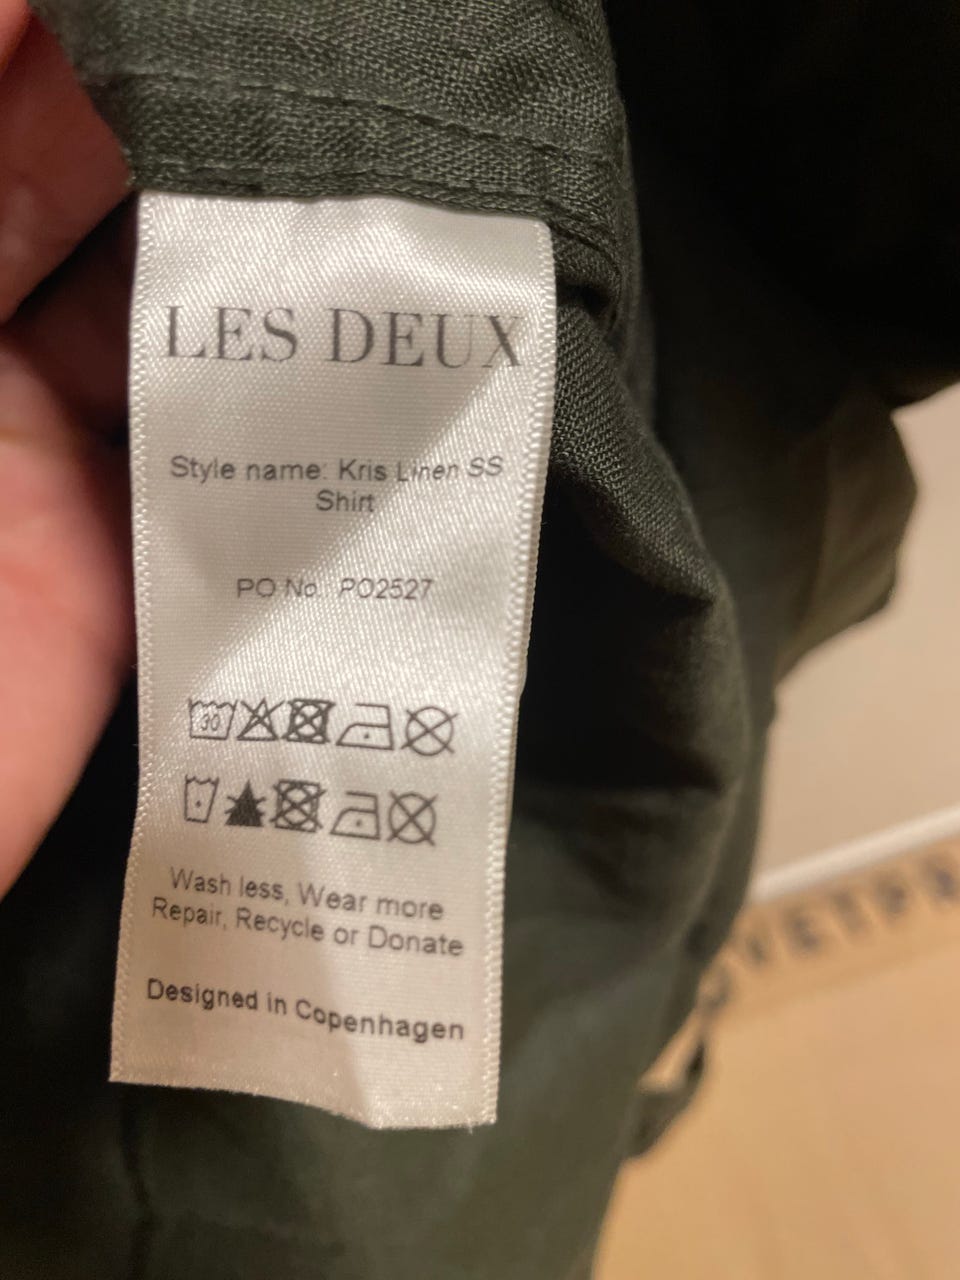 LES DEUX
Style name: Kris Linen SS
Shirt
PO No. PO2527
30
Wash less, Wear more
Repair, Recycle or Donate
Designed in Copenhagen